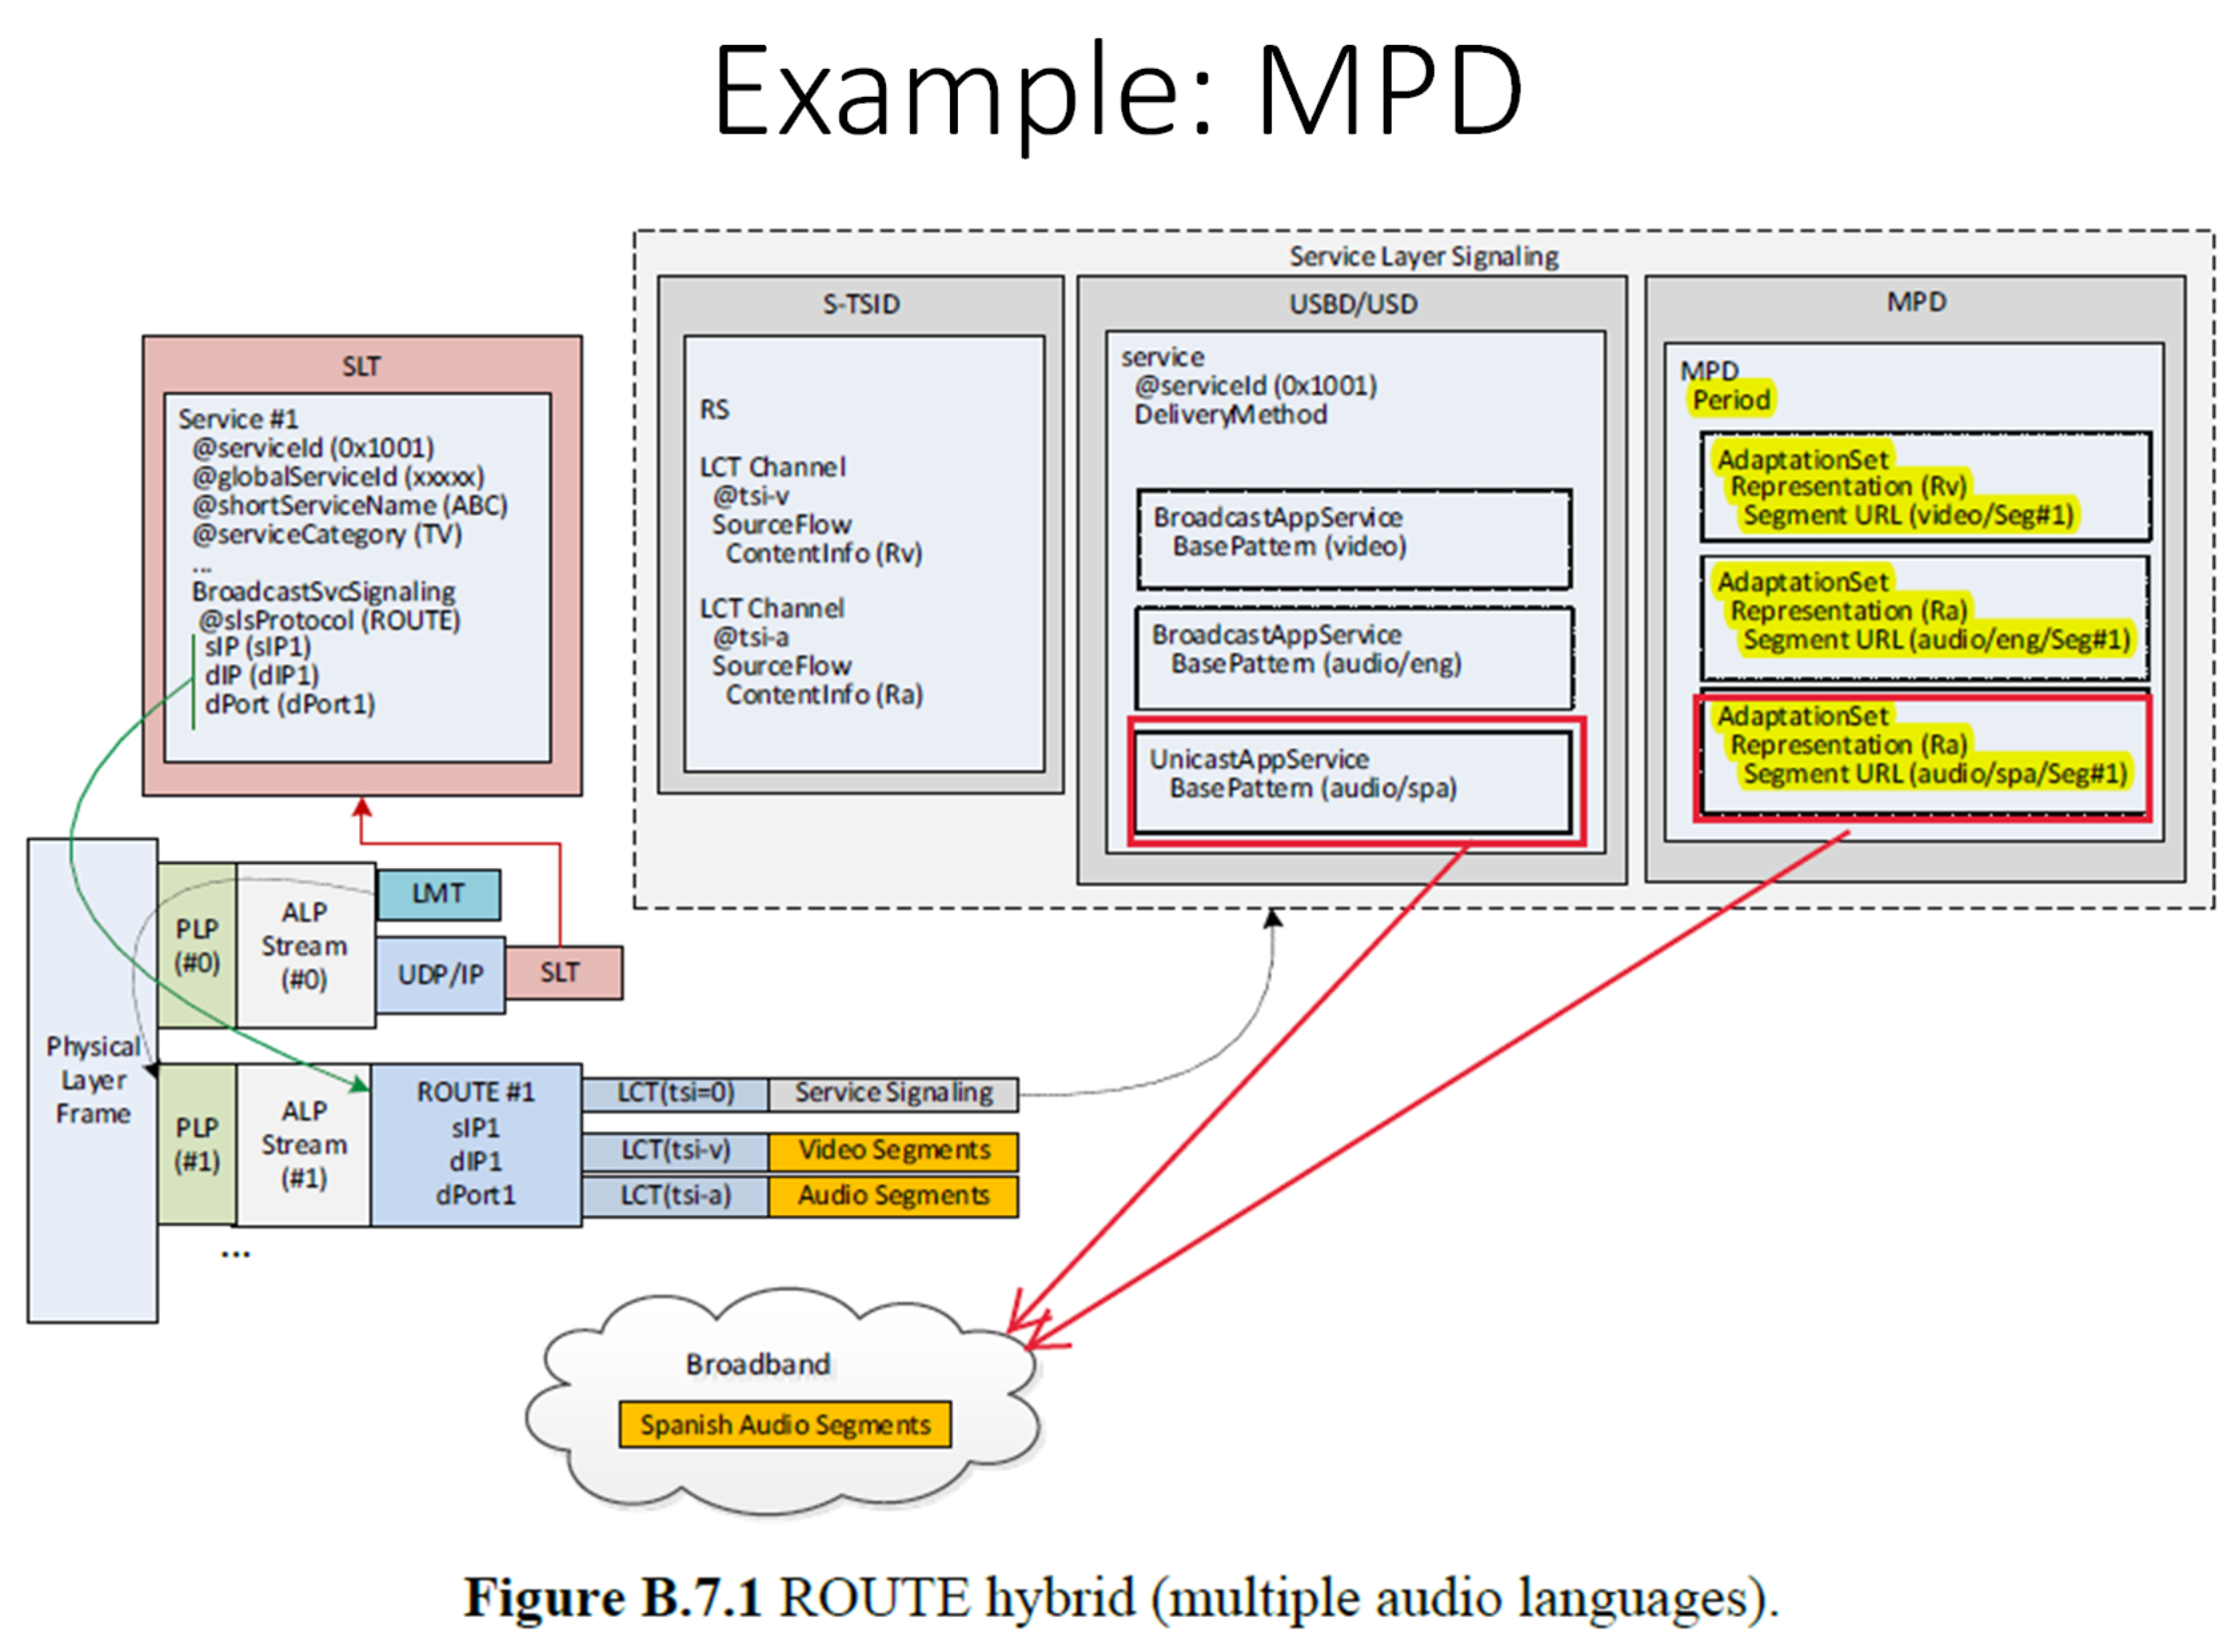 Example: MPD
Service Layer Signaling
S-TSID
RS
LCT Channel
@tsi-v
SourceFlow
ContentInfo (Rv)
LCT Channel
@tsi-a
SourceFlow
ContentInfo (Ra)
USBD/USD
service
@serviceId (0x1001)
DeliveryMethod
BroadcastAppService
BasePattern (video)
BroadcastAppService
BasePattern (audio/eng)
UnicastAppService
BasePattern (audio/spa)
MPD
MPD
Period
AdaptationSet
Representation (Rv)
Segment URL (video/Seg#1)
AdaptationSet
Representation (Ra)
Segment URL (audio/eng/Seg#1)
AdaptationSet
Representation (Ra)
Segment URL (audio/spa/Seg#1)
SLT
Service #1
@serviceId (0x1001)
@globalServiceId (xxxxx)
@shortServiceName (ABC)
@serviceCategory (TV)
...
BroadcastSvcSignaling
@slsProtocol (ROUTE)
sIP (sIP1)
dIP (dIP1)
dPort (dPort1)
Physical
Layer
Frame
PLP
(#0)
ALP
Stream
(#0)
LMT
UDP/IP
SLT
PLP
(#1)
ALP
Stream
(#1)
ROUTE #1
sIP1
dIP1
dPort1
LCT(tsi=0)
Service Signaling
LCT(tsi-v)
Video Segments
LCT(tsi-a)
Audio Segments
...
Broadband
Spanish Audio Segments
Figure B.7.1 ROUTE hybrid (multiple audio languages).